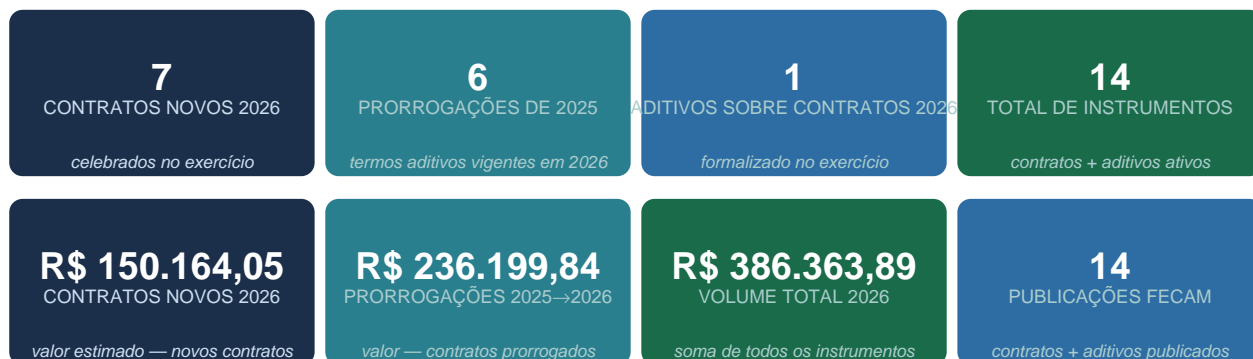 7
CONTRATOS NOVOS 2026
celebrados no exercício
6
PRORROGAÇÕES DE 2025
termos aditivos vigentes em 2026
1
ADITIVOS SOBRE CONTRATOS 2026
formalizado no exercício
14
TOTAL DE INSTRUMENTOS
contratos + aditivos ativos
R$ 150.164,05
CONTRATOS NOVOS 2026
valor estimado — novos contratos
R$ 236.199,84
PRORROGAÇÕES 2025→2026
valor — contratos prorrogados
R$ 386.363,89
VOLUME TOTAL 2026
soma de todos os instrumentos
14
PUBLICAÇÕES FECAM
contratos + aditivos publicados